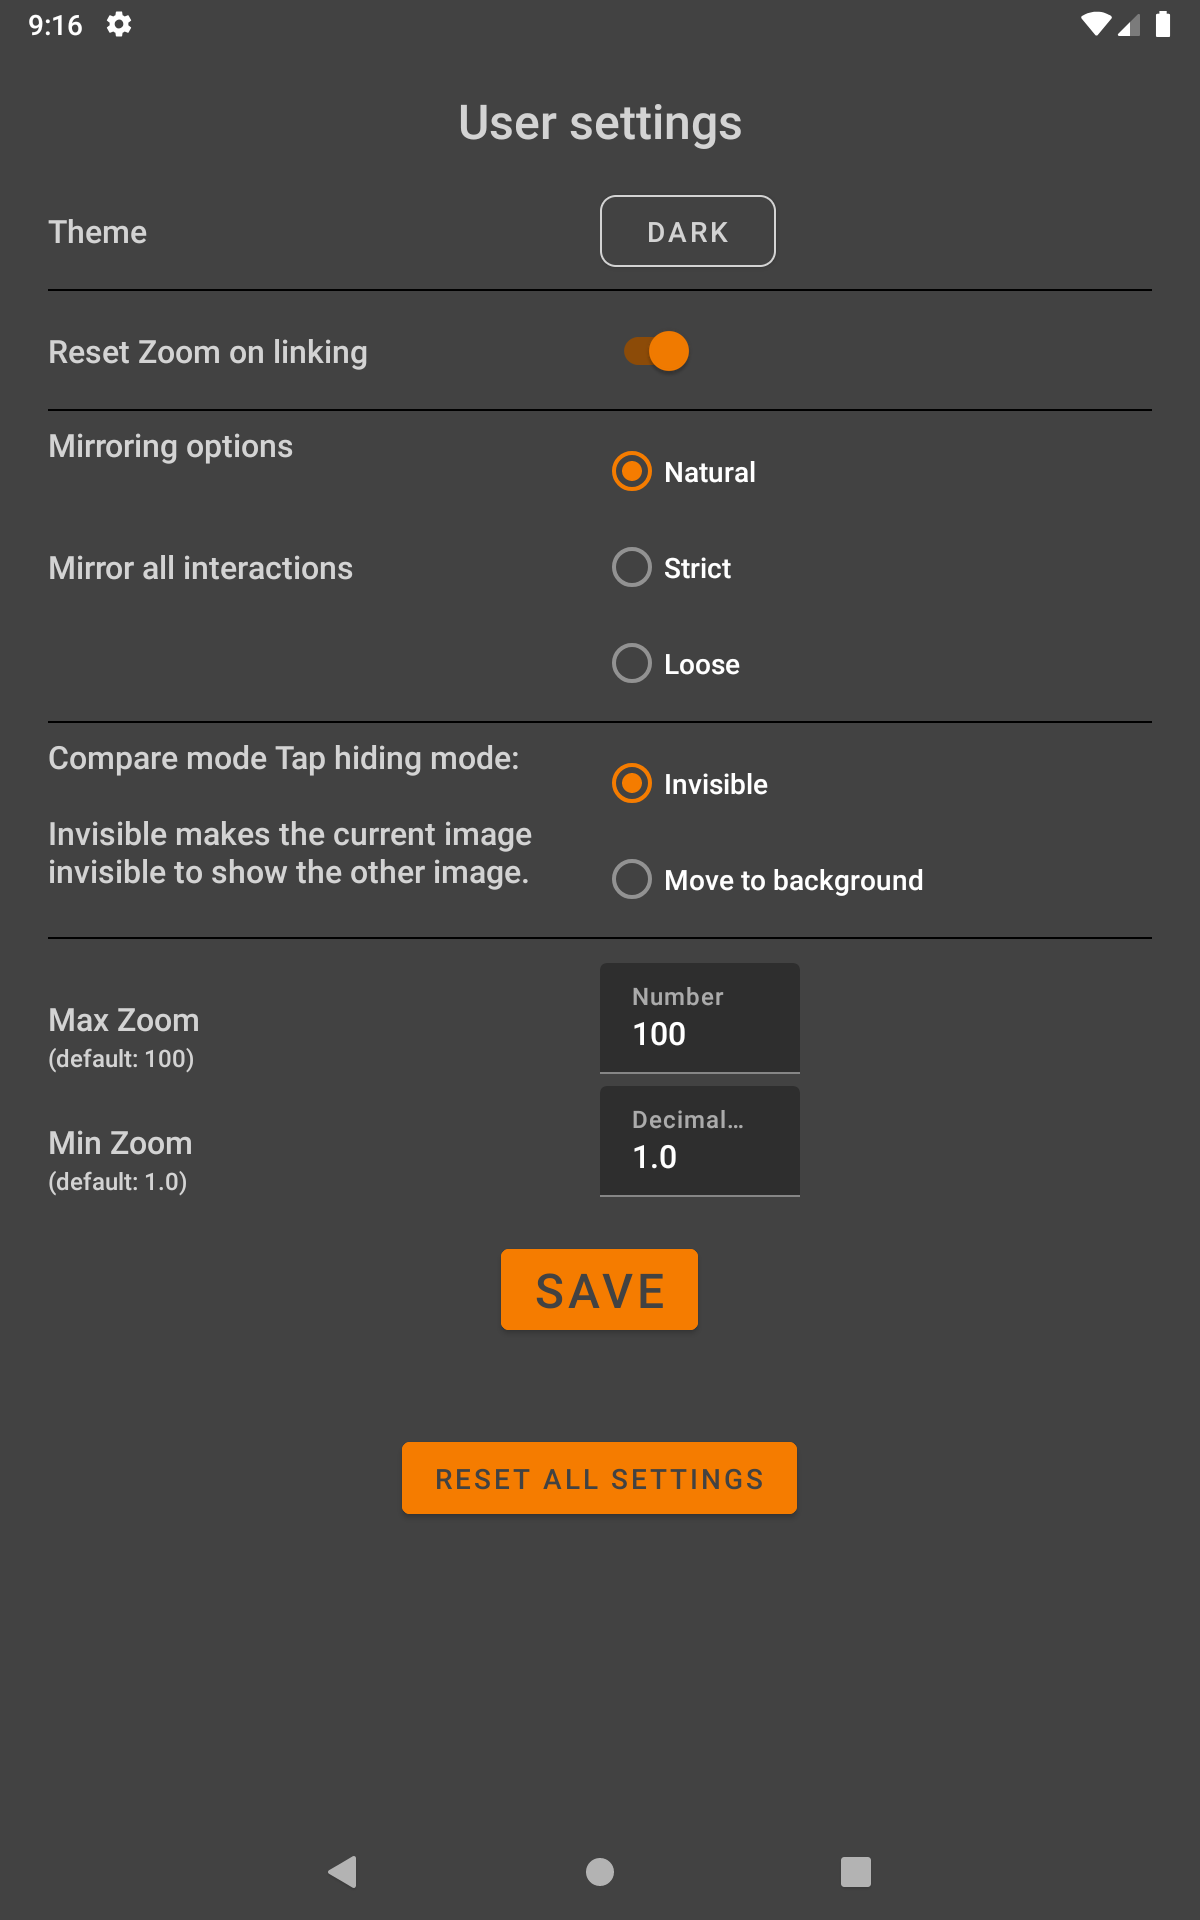 9:16
User settings
Theme
DARK
Reset Zoom on linking
Mirroring options
Natural
Mirror all interactions
Strict
Loose
Compare mode Tap hiding mode:
Invisible
Invisible makes the current image
invisible to show the other image.
Move to background
Max Zoom
(default: 100)
Number
100
Min Zoom
(default: 1.0)
Decimal...
1.0
SAVE
RESET ALL SETTINGS